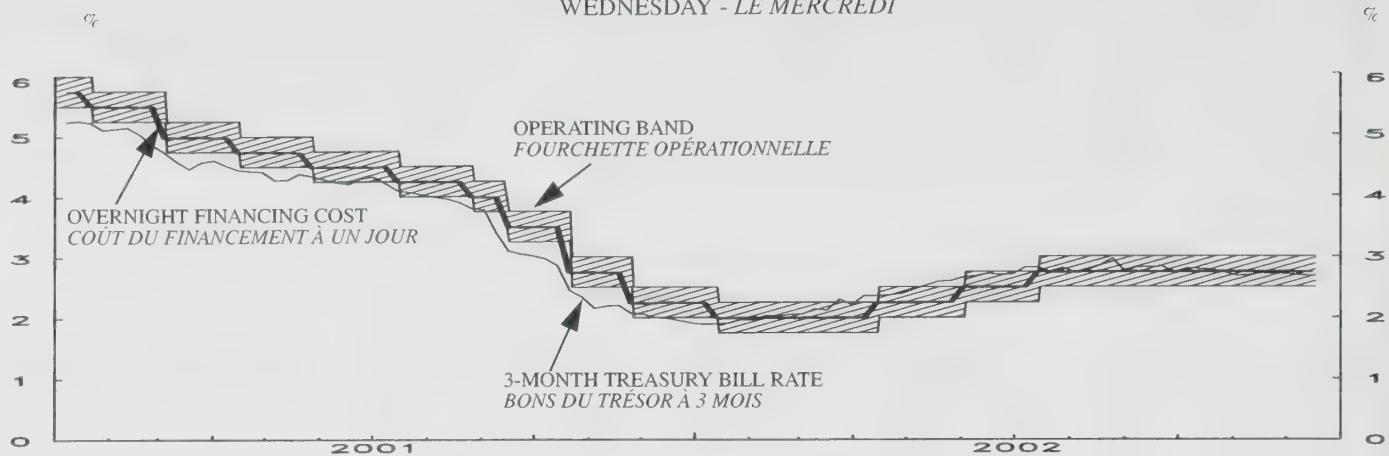 WEDNESDAY - LE MERCREDI
% %
6 6
5 5
4 4
3 3
2 2
1 1
0 0
OPERATING BAND
FOURCHETTE OPÉRATIONNELLE
OVERNIGHT FINANCING COST
COÛT DU FINANCEMENT À UN JOUR
3-MONTH TREASURY BILL RATE
BONS DU TRÉSOR À 3 MOIS
2001 2002